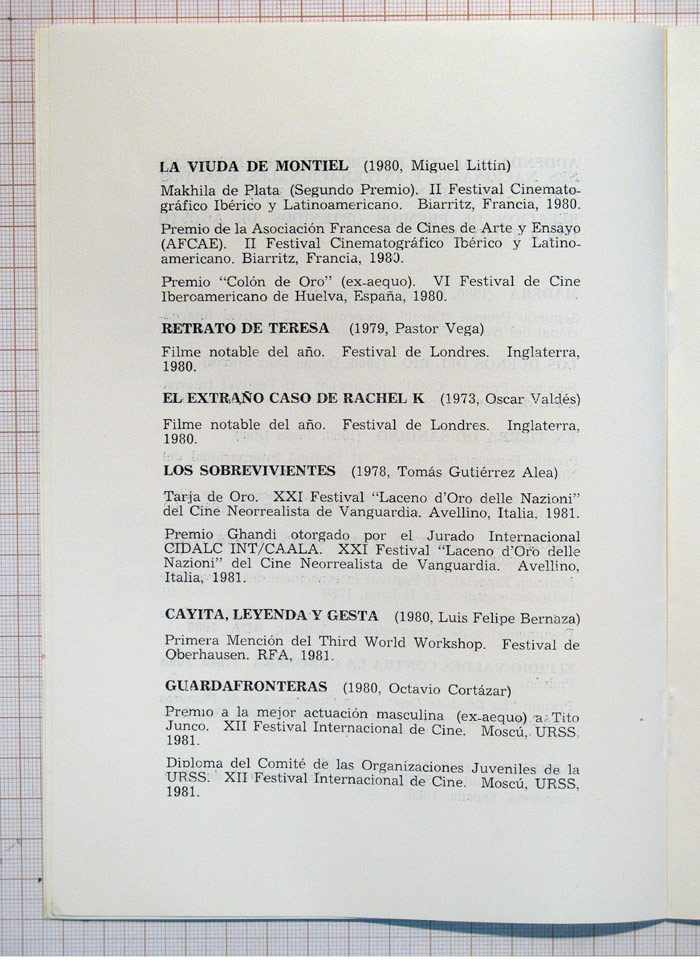 LA VIUDA DE MONTIEL (1980, Miguel Littín)
Makhila de Plata (Segundo Premio). II Festival Cinemato-
gráfico Ibérico y Latinoamericano. Biarritz, Francia, 1980.
Premio de la Asociación Francesa de Cines de Arte y Ensayo
(AFCAE). II Festival Cinematográfico Ibérico y Latino-
americano. Biarritz, Francia, 1980.
Premio "Colón de Oro" (ex-aequo). VI Festival de Cine
Iberoamericano de Huelva, España, 1980.
RETRATO DE TERESA (1979, Pastor Vega)
Filme notable del año. Festival de Londres. Inglaterra,
1980.
EL EXTRAÑO CASO DE RACHEL K (1973, Oscar Valdés)
Filme notable del año. Festival de Londres. Inglaterra,
1980.
LOS SOBREVIVIENTES (1978, Tomás Gutiérrez Alea)
Tarja de Oro. XXI Festival "Laceno d'Oro delle Nazioni"
del Cine Neorrealista de Vanguardia. Avellino, Italia, 1981.
Premio Ghandi otorgado por el Jurado Internacional
CIDALC INT/CAALA. XXI Festival "Laceno d'Oro delle
Nazioni" del Cine Neorrealista de Vanguardia. Avellino,
Italia, 1981.
CAYITA, LEYENDA Y GESTA (1980, Luis Felipe Bernaza)
Primera Mención del Third World Workshop. Festival de
Oberhausen. RFA, 1981.
GUARDAFRONTERAS (1980, Octavio Cortázar)
Premio a la mejor actuación masculina (ex-aequo) a Tito
Junco. XII Festival Internacional de Cine. Moscú, URSS,
1981.
Diploma del Comité de las Organizaciones Juveniles de la
URSS. XII Festival Internacional de Cine. Moscú, URSS,
1981.